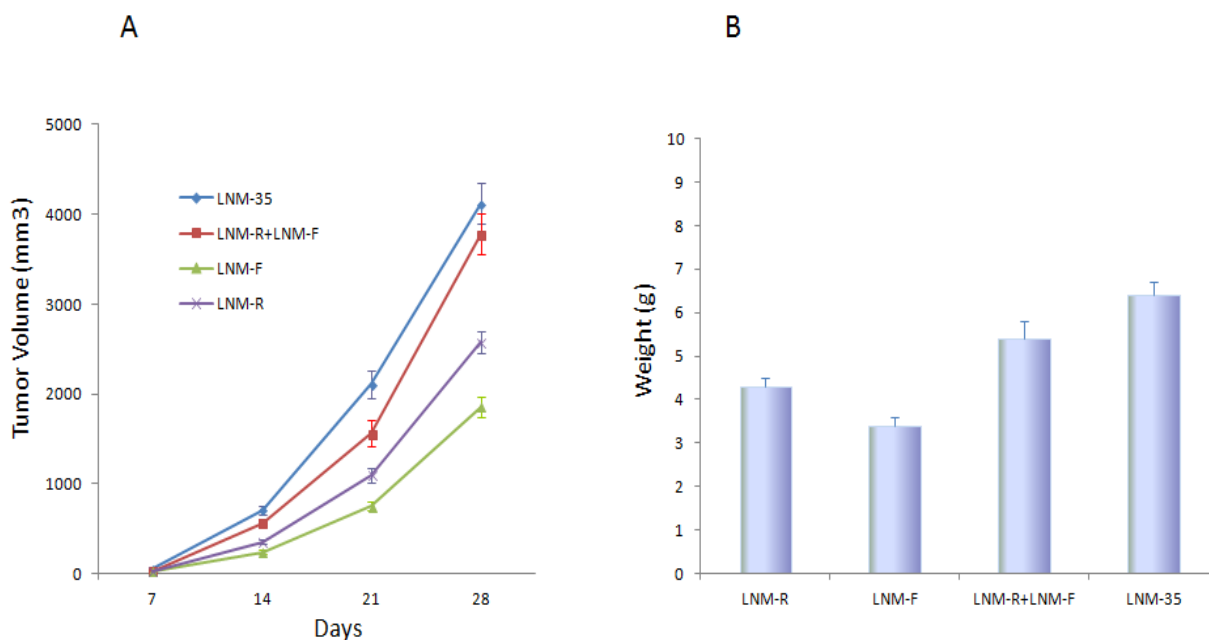 A
Tumor Volume (mm3)
5000
4000
3000
2000
1000
0
LNM-35
LNM-R+LNM-F
LNM-F
LNM-R
7 14 21 28
Days
B
Weight (g)
10
9
8
7
6
5
4
3
2
1
0
LNM-R LNM-F LNM-R+LNM-F LNM-35